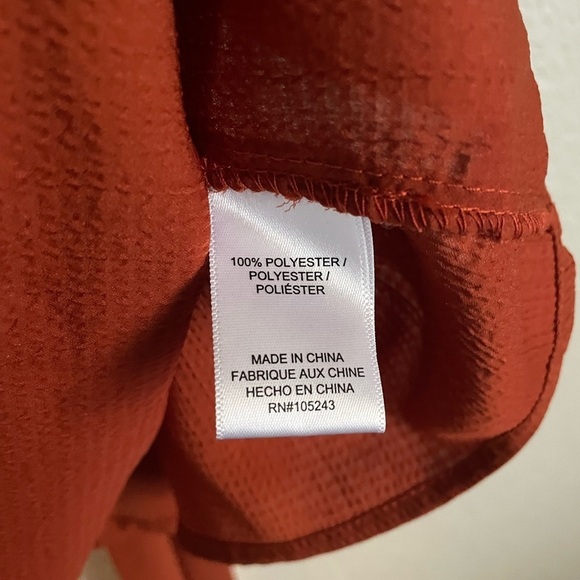 100% POLYESTER /
POLYESTER /
POLIÉSTER
MADE IN CHINA
FABRIQUE AUX CHINE
HECHO EN CHINA
RN#105243